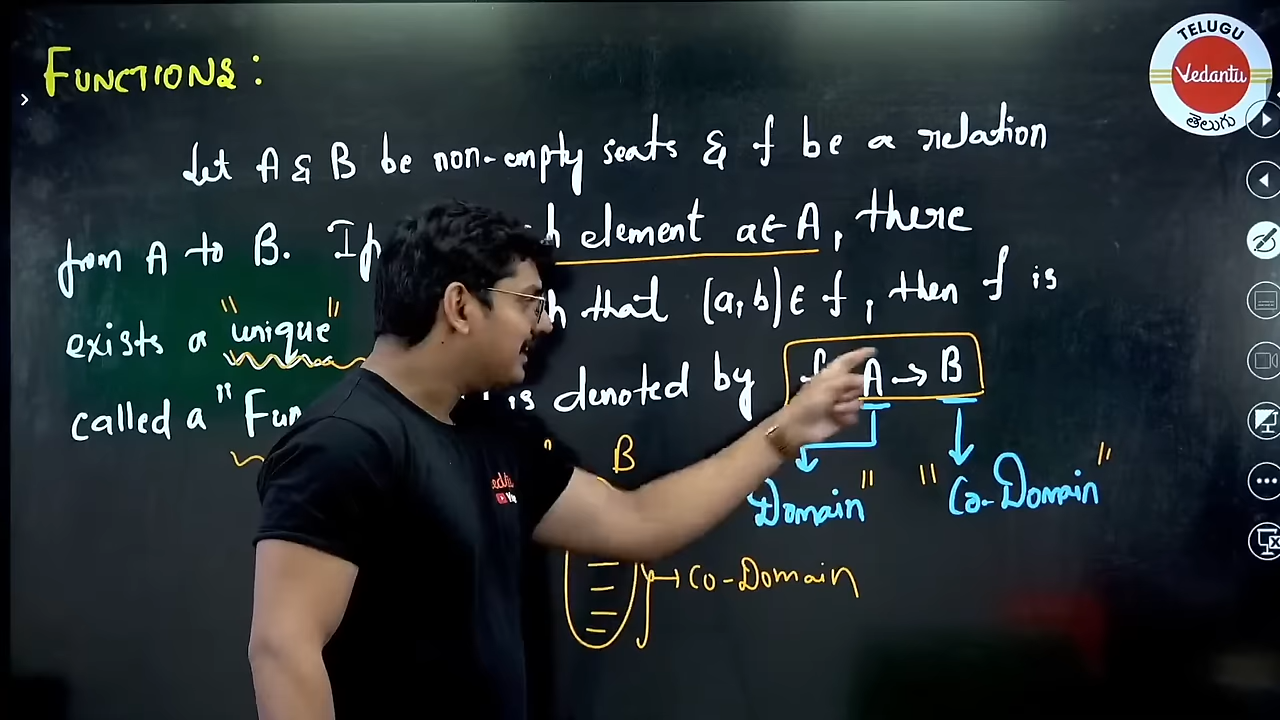 FUNCTIONS:
Let A & B be non-empty seats & f be a relation
from A to B. If element a∈A, there
exists a "unique" that (a,b)∈ f, then f is
called a " is denoted by A → B
B
Domain" "Co-Domain"
→ Co-Domain
TELUGU
Vedantu
తెలుగు